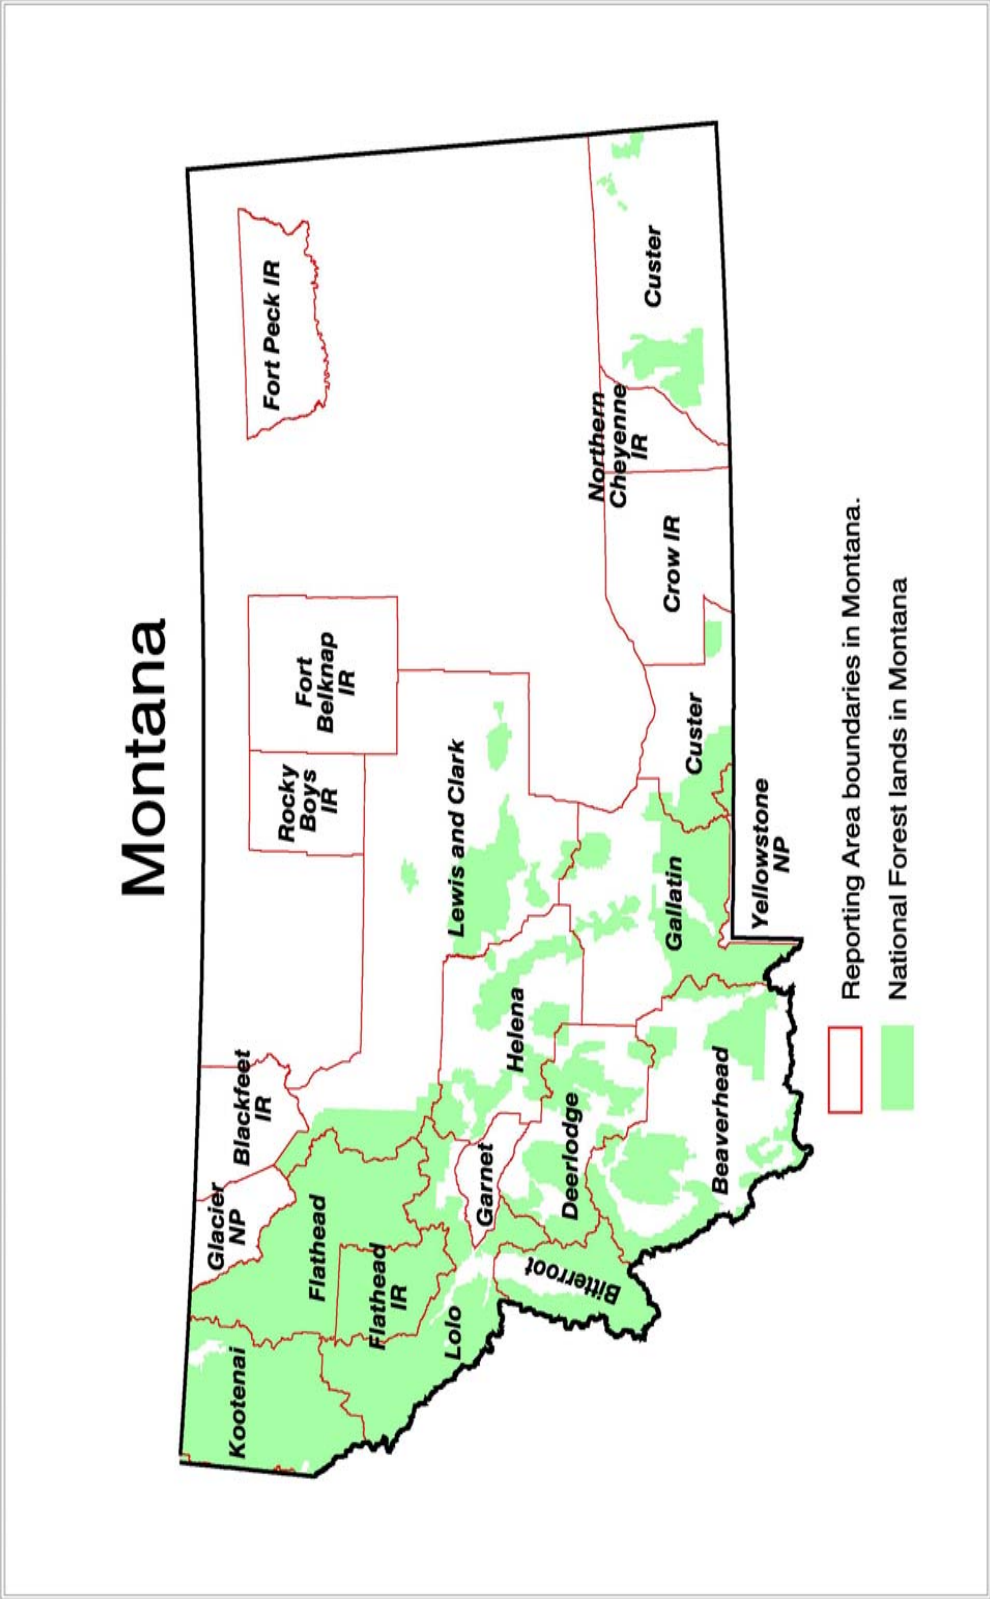 Montana
Kootenai
Glacier
NP
Blackfeet
IR
Rocky
Boys
IR
Fort
Belknap
IR
Fort Peck IR
Flathead
Flathead
IR
Lolo
Lewis and Clark
Garnet
Helena
Deerlodge
Bitterroot
Beaverhead
Gallatin
Custer
Crow IR
Northern
Cheyenne
IR
Custer
Yellowstone
NP
Reporting Area boundaries in Montana.
National Forest lands in Montana